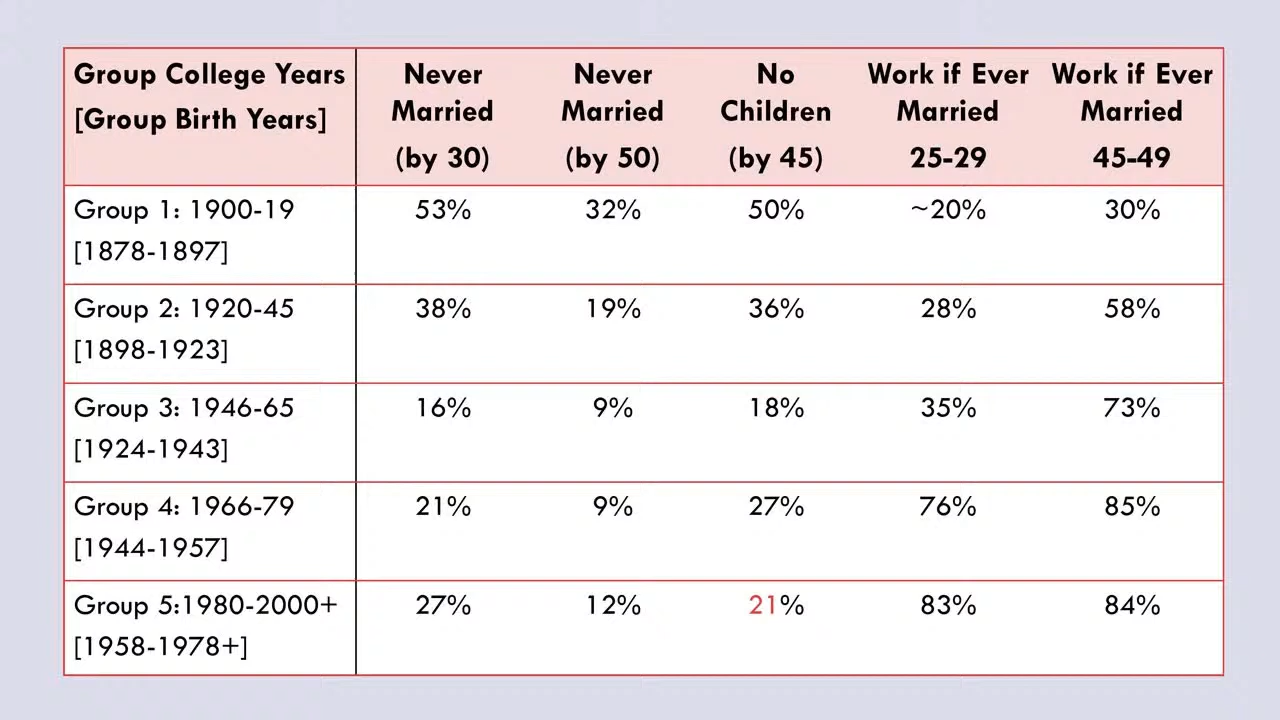 Group College Years
[Group Birth Years]
Never
Married
(by 30)
Never
Married
(by 50)
No
Children
(by 45)
Work if Ever
Married
25-29
Work if Ever
Married
45-49
Group 1: 1900-19
[1878-1897]
53%
32%
50%
~20%
30%
Group 2: 1920-45
[1898-1923]
38%
19%
36%
28%
58%
Group 3: 1946-65
[1924-1943]
16%
9%
18%
35%
73%
Group 4: 1966-79
[1944-1957]
21%
9%
27%
76%
85%
Group 5:1980-2000+
[1958-1978+]
27%
12%
21%
83%
84%